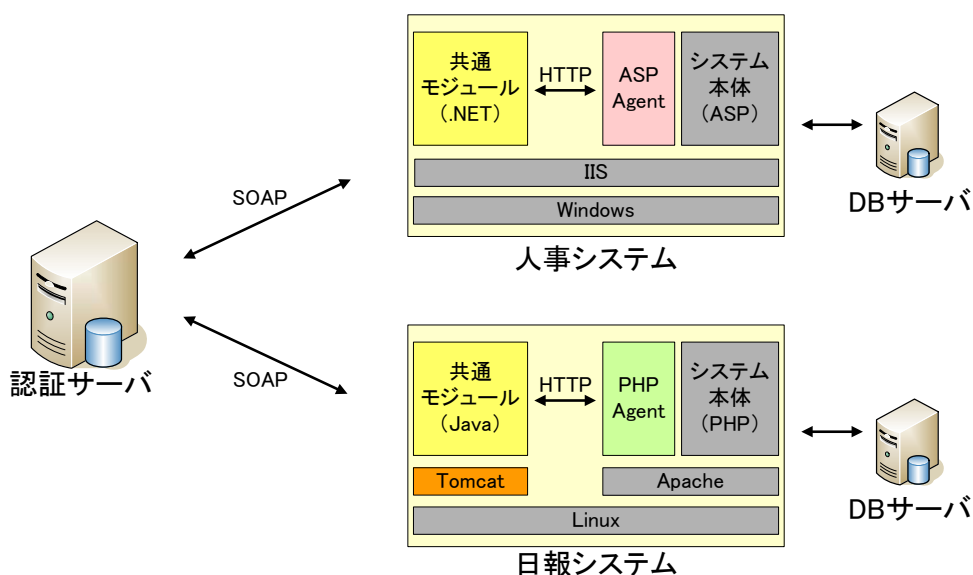 共通
モジュール
（.NET）
HTTP
ASP
Agent
システム
本体
（ASP）
IIS
Windows
人事システム
DBサーバ
SOAP
認証サーバ
SOAP
共通
モジュール
（Java）
HTTP
PHP
Agent
システム
本体
（PHP）
Tomcat
Apache
Linux
日報システム
DBサーバ